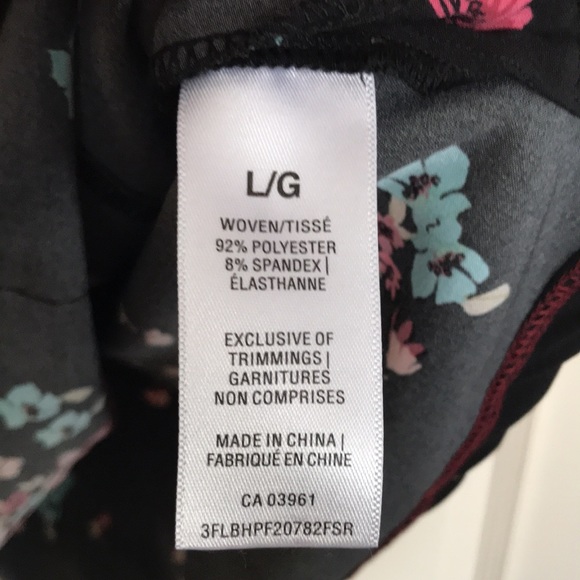 L/G
WOVEN/TISSÉ
92% POLYESTER
8% SPANDEX |
ÉLASTHANNE
EXCLUSIVE OF
TRIMMINGS |
GARNITURES
NON COMPRISES
MADE IN CHINA |
FABRIQUÉ EN CHINE
CA 03961
3FLBHPF20782FSR